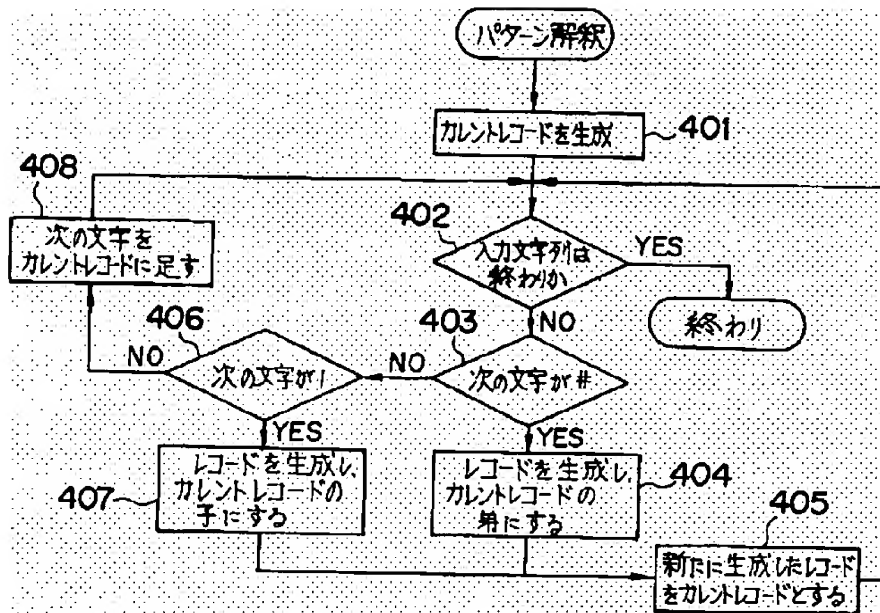 パターン解釈
カレントレコードを生成
401
408
次の文字を
カレントレコードに足す
402
入力文字列は
終わりか
YES
終わり
NO
406
403
NO
次の文字が /
NO
次の文字が #
YES
YES
レコードを生成し、
カレントレコードの
子にする
407
レコードを生成し、
カレントレコードの
弟にする
404
405
新たに生成したレコード
をカレントレコードとする